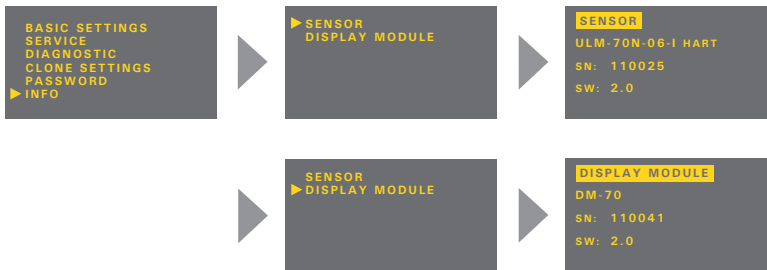 BASIC SETTINGS
SERVICE
DIAGNOSTIC
CLONE SETTINGS
PASSWORD
INFO
SENSOR
DISPLAY MODULE
SENSOR
ULM-70N-06-I HART
SN: 110025
SW: 2.0
SENSOR
DISPLAY MODULE
DISPLAY MODULE
DM-70
SN: 110041
SW: 2.0